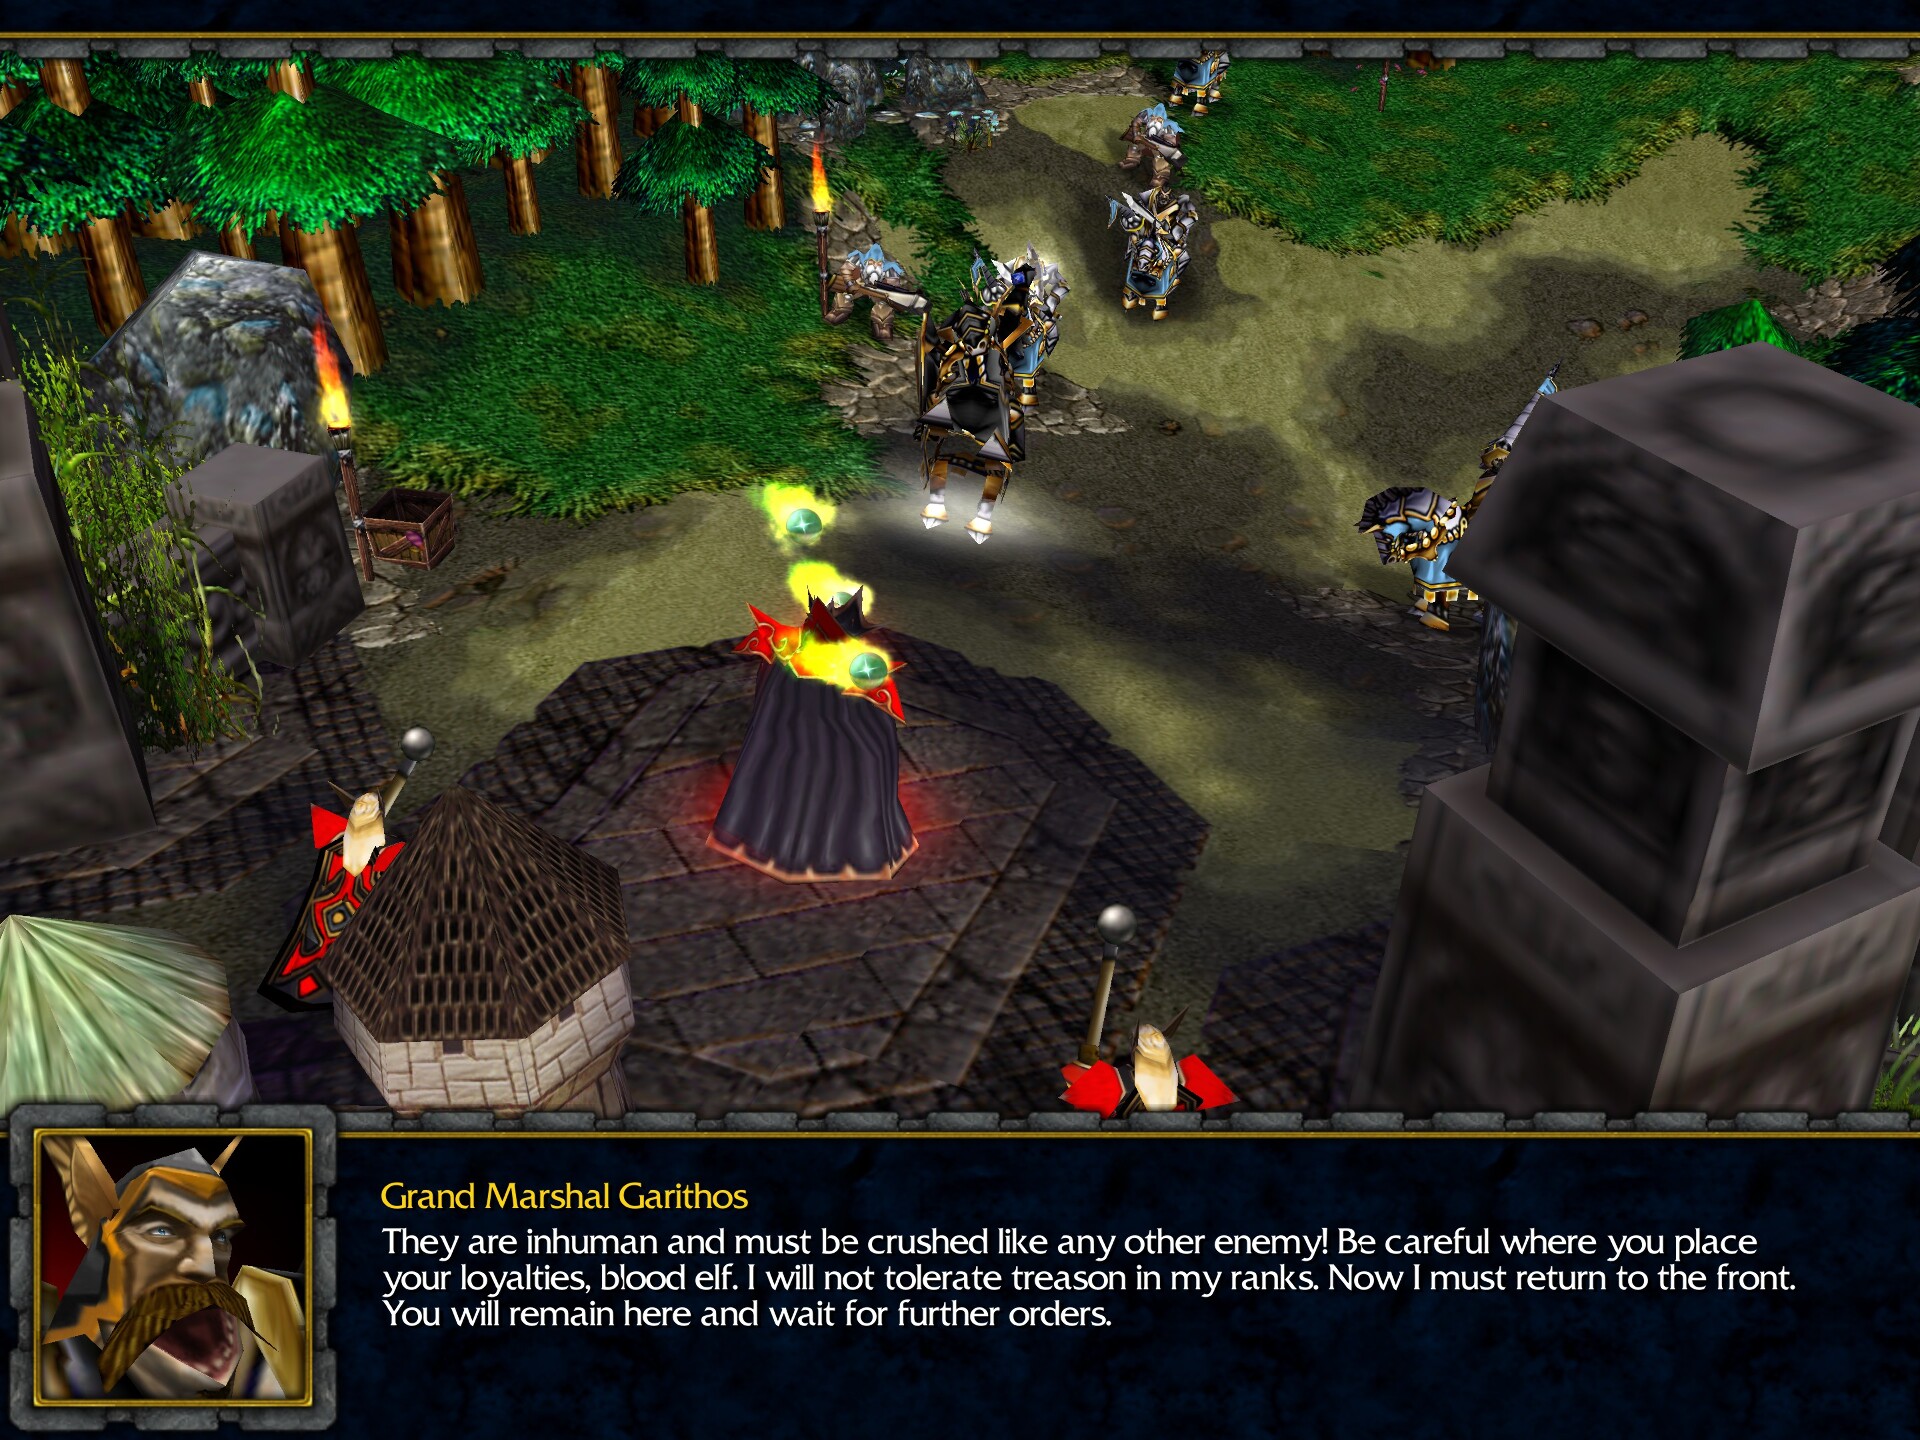 Grand Marshal Garithos
They are inhuman and must be crushed like any other enemy! Be careful where you place
your loyalties, blood elf. I will not tolerate treason in my ranks. Now I must return to the front.
You will remain here and wait for further orders.